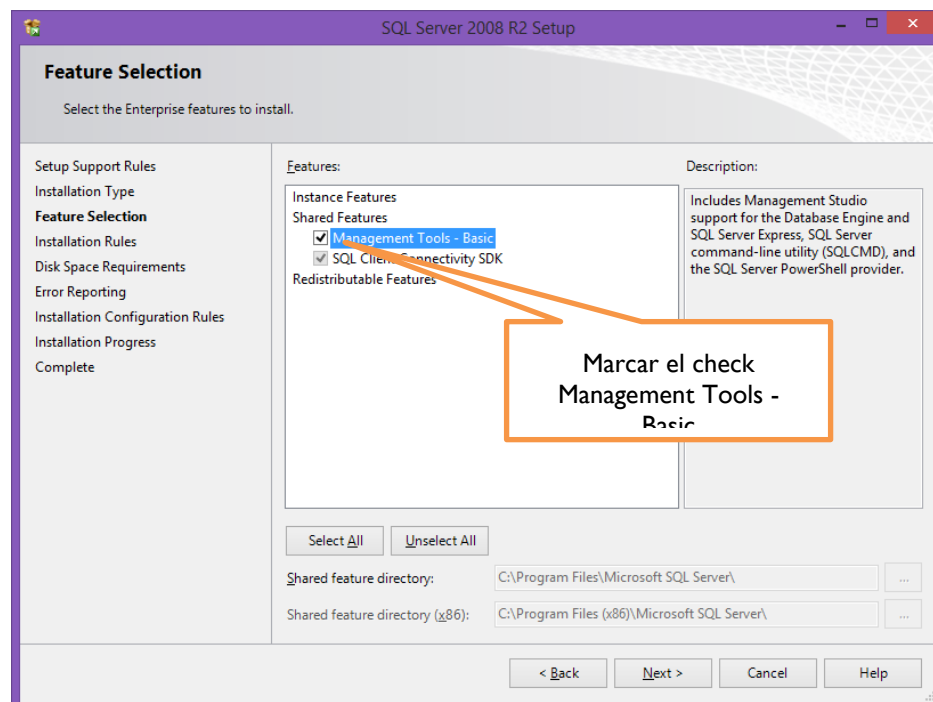 SQL Server 2008 R2 Setup
Feature Selection
Select the Enterprise features to install.
Setup Support Rules
Installation Type
Feature Selection
Installation Rules
Disk Space Requirements
Error Reporting
Installation Configuration Rules
Installation Progress
Complete
Features:
Instance Features
Shared Features
Management Tools - Basic
SQL Client Connectivity SDK
Redistributable Features
Description:
Includes Management Studio
support for the Database Engine and
SQL Server Express, SQL Server
command-line utility (SQLCMD), and
the SQL Server PowerShell provider.
Marcar el check
Management Tools -
Basic
Select All
Unselect All
Shared feature directory:
C:\Program Files\Microsoft SQL Server\
...
Shared feature directory (x86):
C:\Program Files (x86)\Microsoft SQL Server\
...
< Back
Next >
Cancel
Help